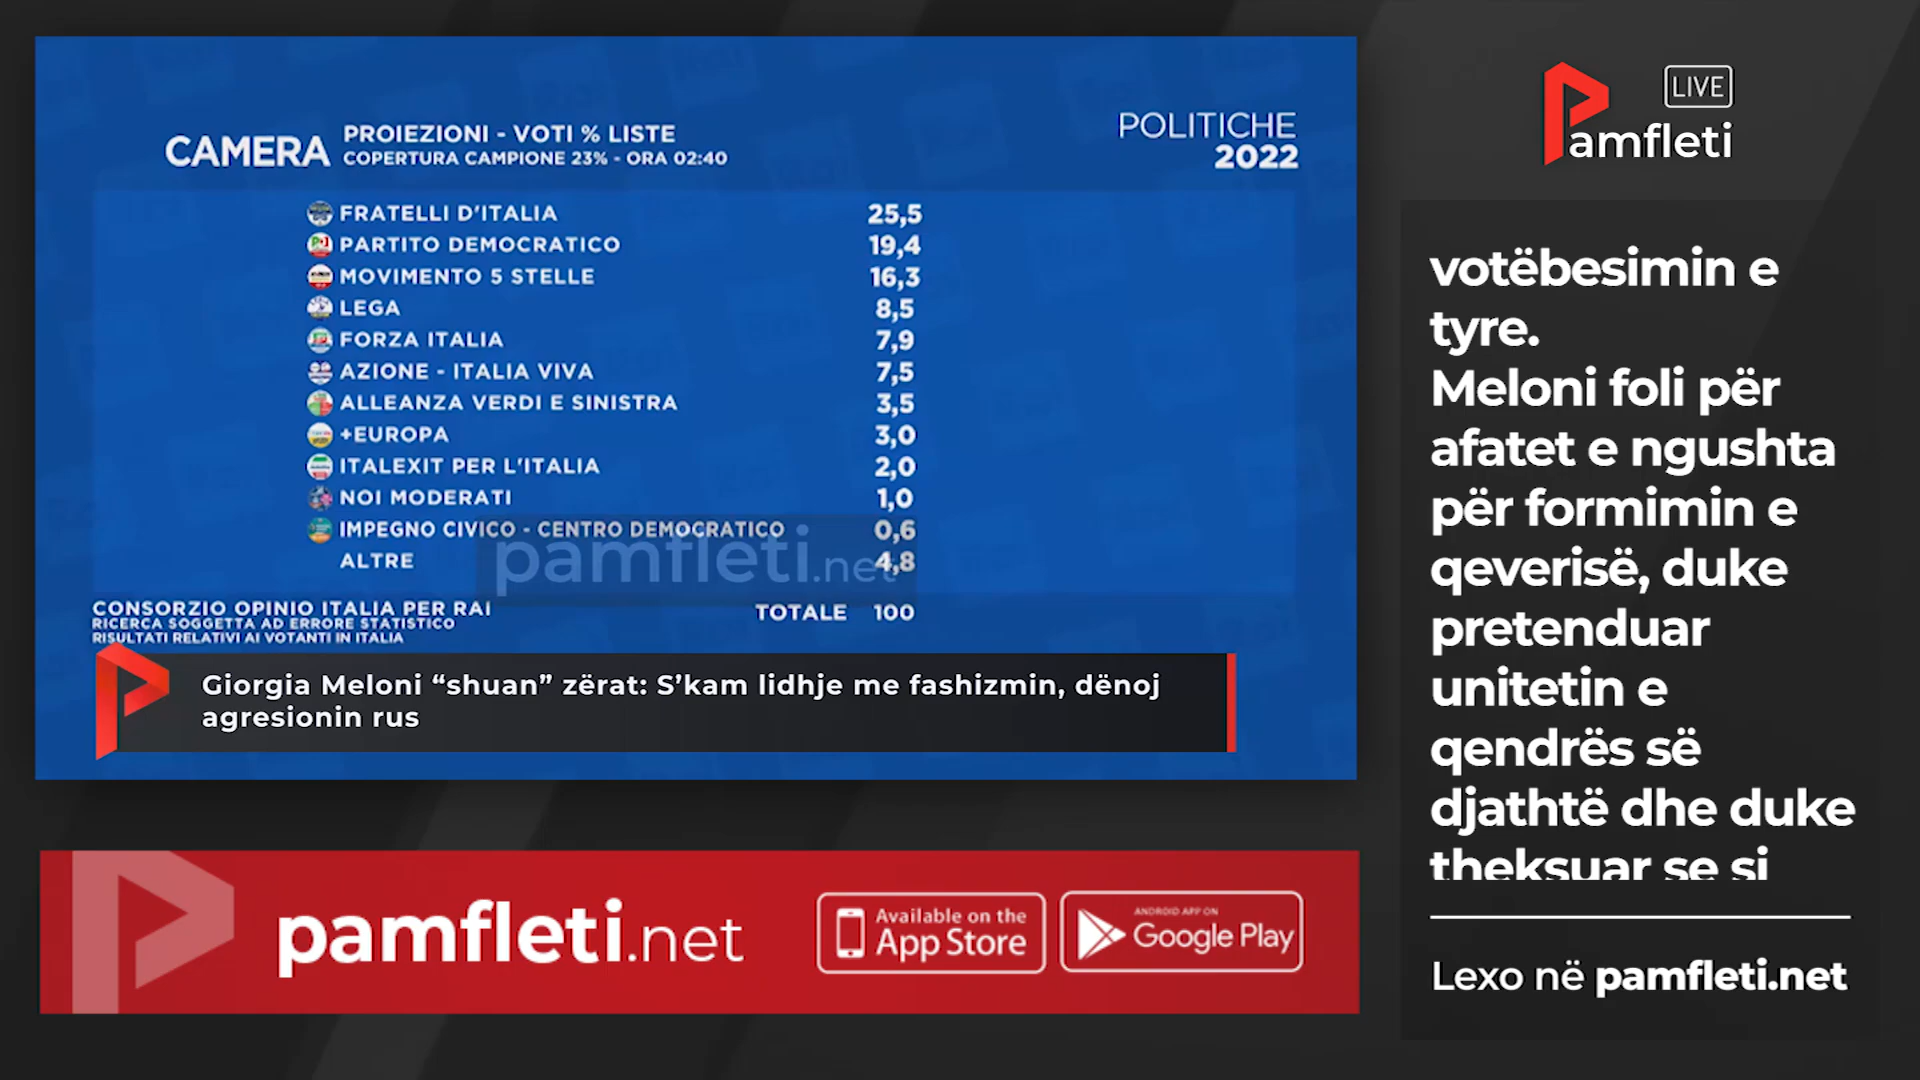 CAMERA
PROIEZIONI - VOTI % LISTE
COPERTURA CAMPIONE 23% - ORA 02:40
POLITICHE
2022
FRATELLI D'ITALIA 25,5
PARTITO DEMOCRATICO 19,4
MOVIMENTO 5 STELLE 16,3
LEGA 8,5
FORZA ITALIA 7,9
AZIONE - ITALIA VIVA 7,5
ALLEANZA VERDI E SINISTRA 3,5
+EUROPA 3,0
ITALEXIT PER L'ITALIA 2,0
NOI MODERATI 1,0
IMPEGNO CIVICO - CENTRO DEMOCRATICO 0,6
ALTRE 4,8
pamfleti.net
CONSORZIO OPINIO ITALIA PER RAI
RICERCA SOGGETTA AD ERRORE STATISTICO
RISULTATI RELATIVI AI VOTANTI IN ITALIA
TOTALE 100
Giorgia Meloni “shuan” zërat: S’kam lidhje me fashizmin, dënoj
agresionin rus
pamfleti.net
Available on the
App Store
ANDROID APP ON
Google Play
LIVE
Pamfleti
votëbesimin e
tyre.
Meloni foli për
afatet e ngushta
për formimin e
qeverisë, duke
pretenduar
unitetin e
qendrës së
djathtë dhe duke
theksuar se si
Lexo në pamfleti.net